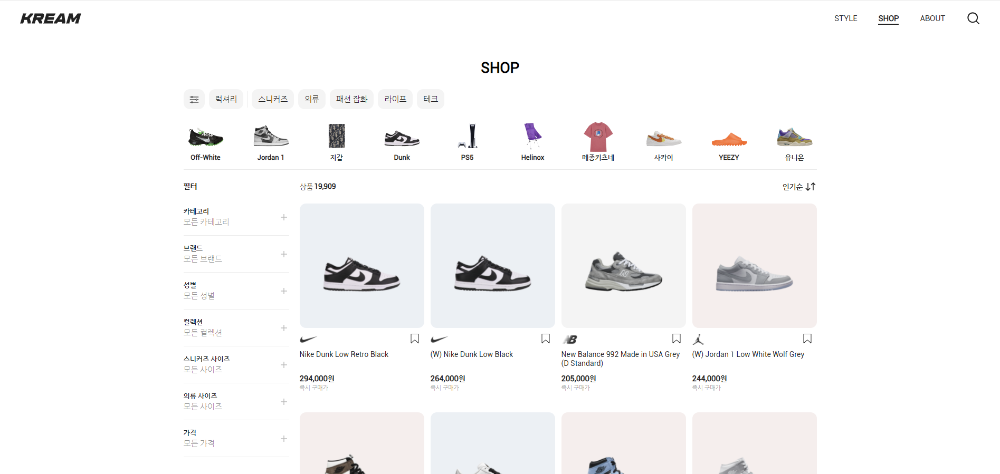 KREAM
STYLE SHOP ABOUT
SHOP
럭셔리 스니커즈 의류 패션 잡화 라이프 테크
Off-White Jordan 1 지갑 Dunk PS5 Helinox 메종키츠네 사카이 YEEZY 유니온
필터
상품 19,909
인기순
카테고리
모든 카테고리
브랜드
모든 브랜드
성별
모든 성별
컬렉션
모든 컬렉션
스니커즈 사이즈
모든 사이즈
의류 사이즈
모든 사이즈
가격
모든 가격
Nike Dunk Low Retro Black
294,000원
즉시 구매가
(W) Nike Dunk Low Black
264,000원
즉시 구매가
NB
New Balance 992 Made in USA Grey
(D Standard)
205,000원
즉시 구매가
(W) Jordan 1 Low White Wolf Grey
244,000원
즉시 구매가